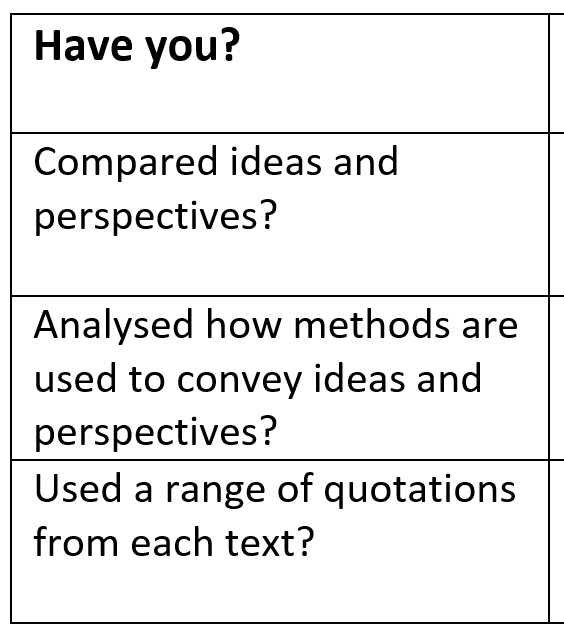 Have you?
Compared ideas and
perspectives?
Analysed how methods are
used to convey ideas and
perspectives?
Used a range of quotations
from each text?